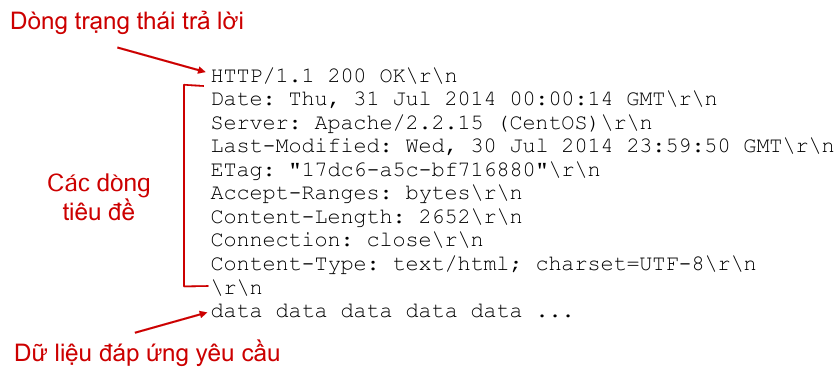 Dòng trạng thái trả lời
HTTP/1.1 200 OK\r\n
Date: Thu, 31 Jul 2014 00:00:14 GMT\r\n
Server: Apache/2.2.15 (CentOS)\r\n
Last-Modified: Wed, 30 Jul 2014 23:59:50 GMT\r\n
ETag: "17dc6-a5c-bf716880"\r\n
Các dòng
tiêu đề
Accept-Ranges: bytes\r\n
Content-Length: 2652\r\n
Connection: close\r\n
Content-Type: text/html; charset=UTF-8\r\n
\r\n
data data data data data ...
Dữ liệu đáp ứng yêu cầu